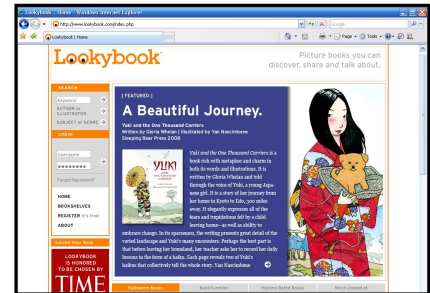 Lookybook : Home - Windows Internet Explorer
http://www.lookybook.com/index.php
Google
Lookybook | Home
Page
Tools
Lookybook
Picture books you can
discover, share and talk about.
SEARCH
Keyword
AUTHOR or
ILLUSTRATOR
SUBJECT or GENRE
LOGIN
Username
Forgot Password?
HOME
BOOKSHELVES
REGISTER It's free!
ABOUT
Submit Your Book
LOOKYBOOK
IS HONORED
TO BE CHOSEN BY
TIME
[ FEATURED ]
A Beautiful Journey.
Yuki and the One Thousand Carriers
Written by Gloria Whelan | Illustrated by Yan Nascimbene
Sleeping Bear Press 2008
YUKI
Yuki and the One Thousand Carriers is a
book rich with metaphor and charm in
both its words and illustrations. It is
written by Gloria Whelan and told
through the voice of Yuki, a young Japa-
nese girl. It is a story of her journey from
her home in Kyoto to Edo, 300 miles
away. It elegantly expresses all of the
fears and trepidations felt by a child
leaving home—as well as ability to
embrace change. In its sparseness, the writing presents great detail of the
varied landscape and Yuki's many encounters. Perhaps the best part is
that before leaving her homeland, her teacher asks her to record her daily
lessons in the form of a haiku. Each page reveals two of Yuki's
haikus that collectively tell the whole story. Yan Nascimbene
Halloween Books
BookTumbler
Highest Rated Books
Most Looked at